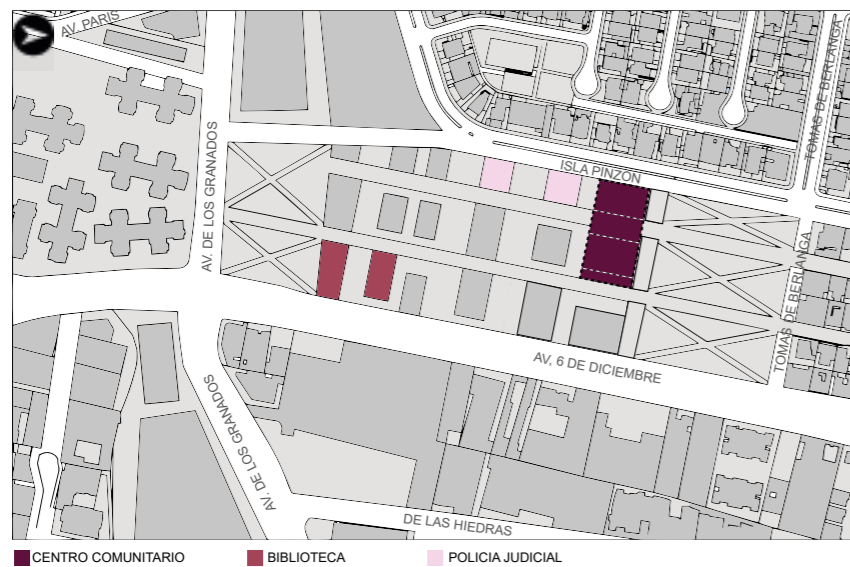 AV. PARIS
AV. DE LOS GRANADOS
TOMAS DE BERLANGA
ISLA PINZÓN
TOMAS DE BERLANGA
AV, 6 DE DICIEMBRE
AV. DE LOS GRANADOS
DE LAS HIEDRAS
CENTRO COMUNITARIO
BIBLIOTECA
POLICIA JUDICIAL